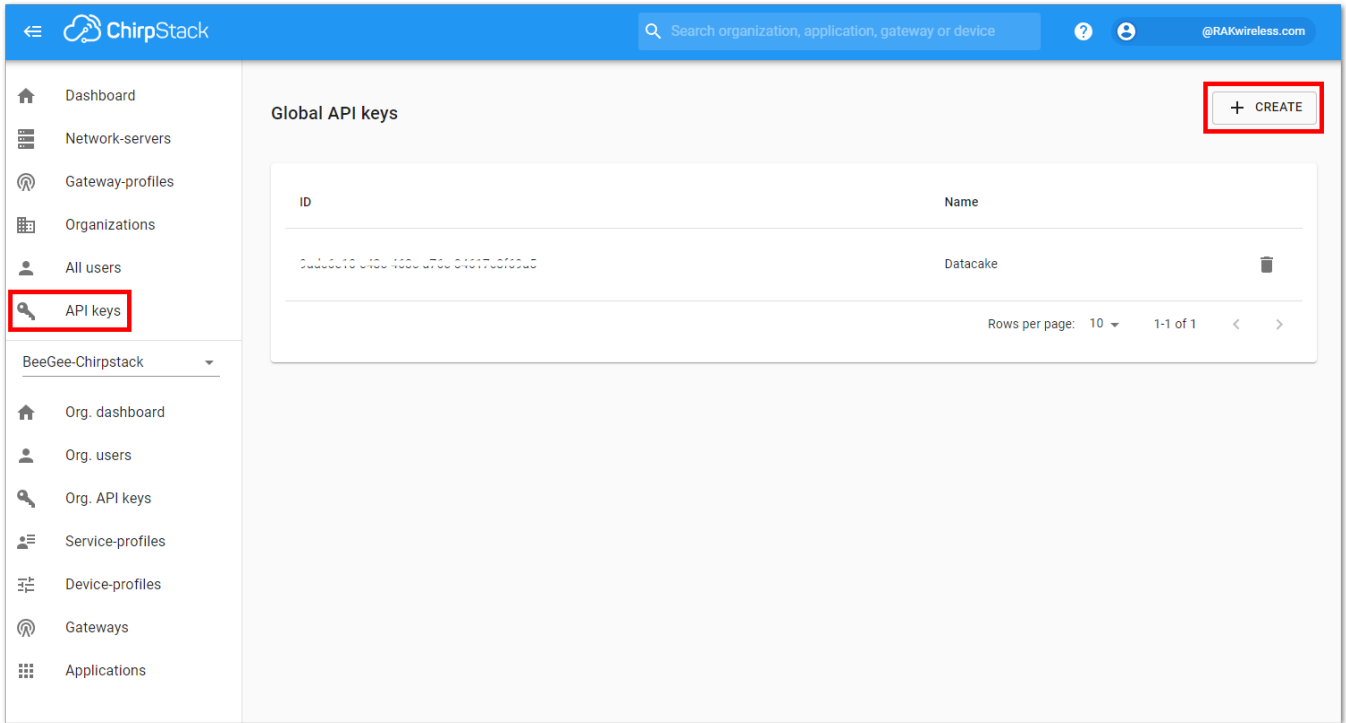 ChirpStack
Search organization, application, gateway or device
@RAKwireless.com
Dashboard
Network-servers
Gateway-profiles
Organizations
All users
API keys
BeeGee-Chirpstack
Org. dashboard
Org. users
Org. API keys
Service-profiles
Device-profiles
Gateways
Applications
Global API keys
+ CREATE
ID Name
Datacake
Rows per page: 10 1-1 of 1